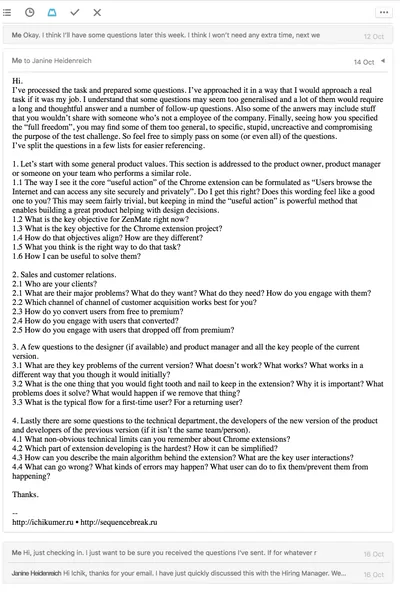 Me Okay. I think I'll have some questions later this week. I think I won't need any extra time, next we
12 Oct
Me to Janine Heidenreich
14 Oct
Hi.
I've processed the task and prepared some questions. I've approached it in a way that I would approach a real
task if it was my job. I understand that some questions may seem too generalised and a lot of them would require
a long and thoughtful answer and a number of follow-up questions. Also some of the anwers may include stuff
that you wouldn't share with someone who's not a employee of the company. Finally, seeing how you specified
the "full freedom", you may find some of them too general, to specific, stupid, uncreactive and compromising
the purpose of the test challenge. So feel free to simply pass on some (or even all) of the questions.
I've split the questions in a few lists for easier referencing.
1. Let's start with some general product values. This section is addressed to the product owner, product manager
or someone on your team who performs a similar role.
1.1 The way I see it the core "useful action" of the Chrome extension can be formulated as "Users browse the
Internet and can access any site securely and privately". Do I get this right? Does this wording feel like a good
one to you? This may seem fairly trivial, but keeping in mind the "useful action" is powerful method that
enables building a great product helping with design decisions.
1.2 What is the key objective for ZenMate right now?
1.3 What is the key objective for the Chrome extension project?
1.4 How do that objectives align? How are they different?
1.5 What you think is the right way to do that task?
1.6 How I can be useful to solve them?
2. Sales and customer relations.
2.1 Who are your clients?
2.1 What are their major problems? What do they want? What do they need? How do you engage with them?
2.2 Which channel of channel of customer acquisition works best for you?
2.3 How do yo convert users from free to premium?
2.4 How do you engage with users that converted?
2.5 How do you engage with users that dropped off from premium?
3. A few questions to the designer (if available) and product manager and all the key people of the current
version.
3.1 What are they key problems of the current version? What doesn't work? What works? What works in a
different way that you though it would initially?
3.2 What is the one thing that you would fight tooth and nail to keep in the extension? Why it is important? What
problems does it solve? What would happen if we remove that thing?
3.3 What is the typical flow for a first-time user? For a returning user?
4. Lastly there are some questions to the technical department, the developers of the new version of the product
and developers of the previous version (if it isn't the same team/person).
4.1 What non-obvious technical limits can you remember about Chrome extensions?
4.2 Which part of extension developing is the hardest? How it can be simplified?
4.3 How can you describe the main algorithm behind the extension? What are the key user interactions?
4.4 What can go wrong? What kinds of errors may happen? What user can do to fix them/prevent them from
happening?
Thanks.
--
http://ichikumer.ru • http://sequencebreak.ru
Me Hi, just checking in. I just want to be sure you received the questions I've sent. If for whatever r
16 Oct
Janine Heidenreich Hi Ichik, thanks for your email. I have just quickly discussed this with the Hiring Manager. We...
16 Oct